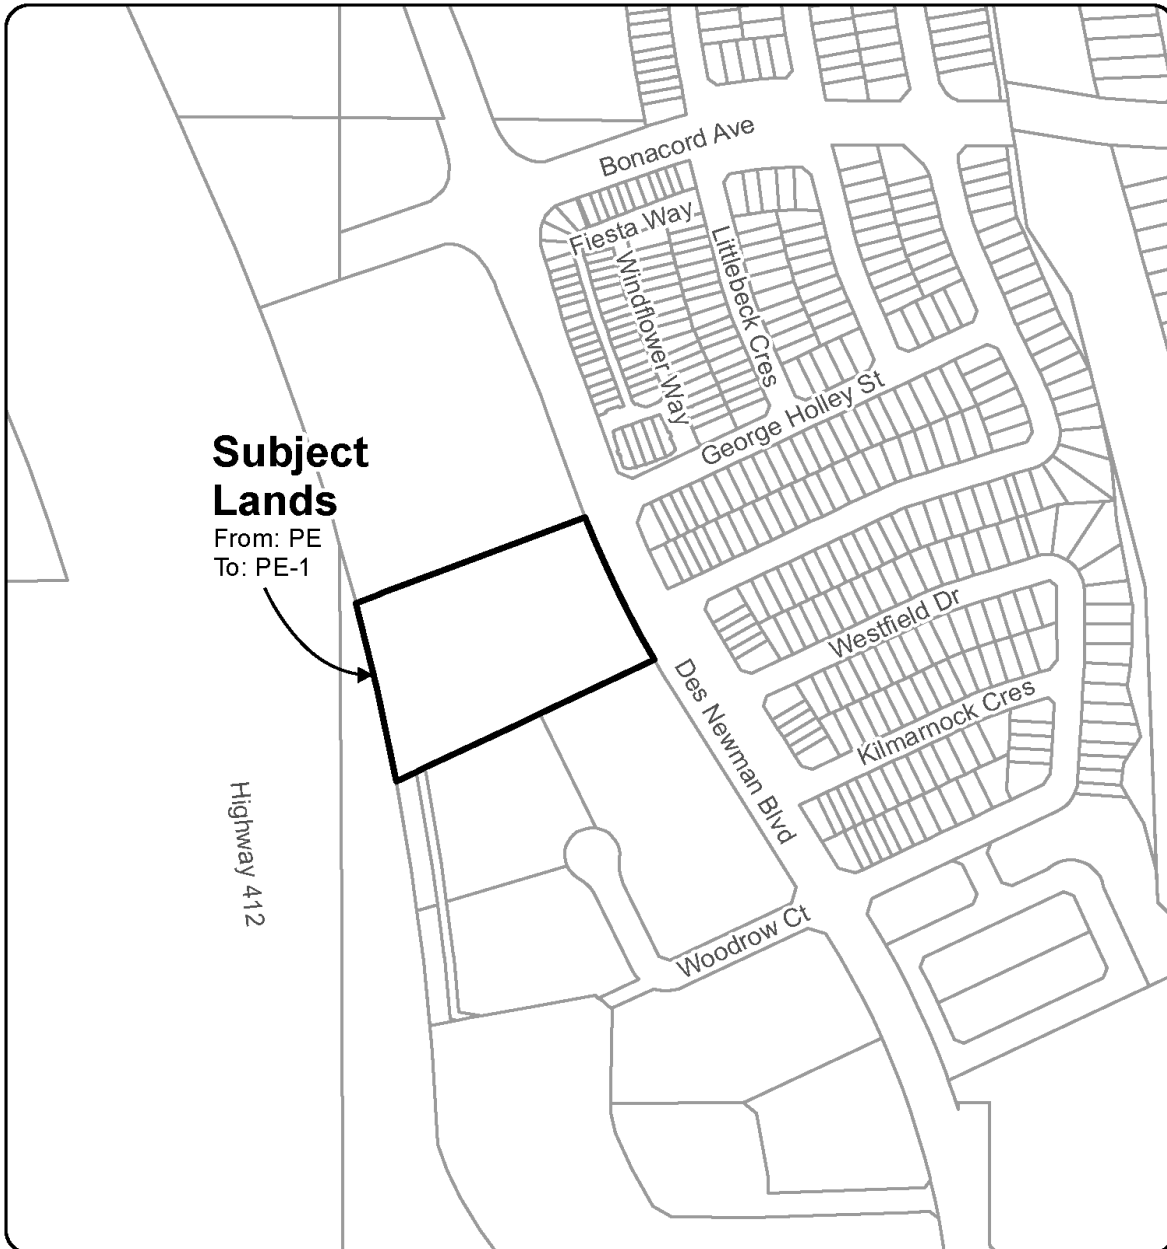 Bonacord Ave
Fiesta Way
Littlebeck Cres
Windflower Way
George Holley St
Subject
Lands
From: PE
To: PE-1
Westfield Dr
Des Newman Blvd
Kilmarnock Cres
Highway 412
Woodrow Ct